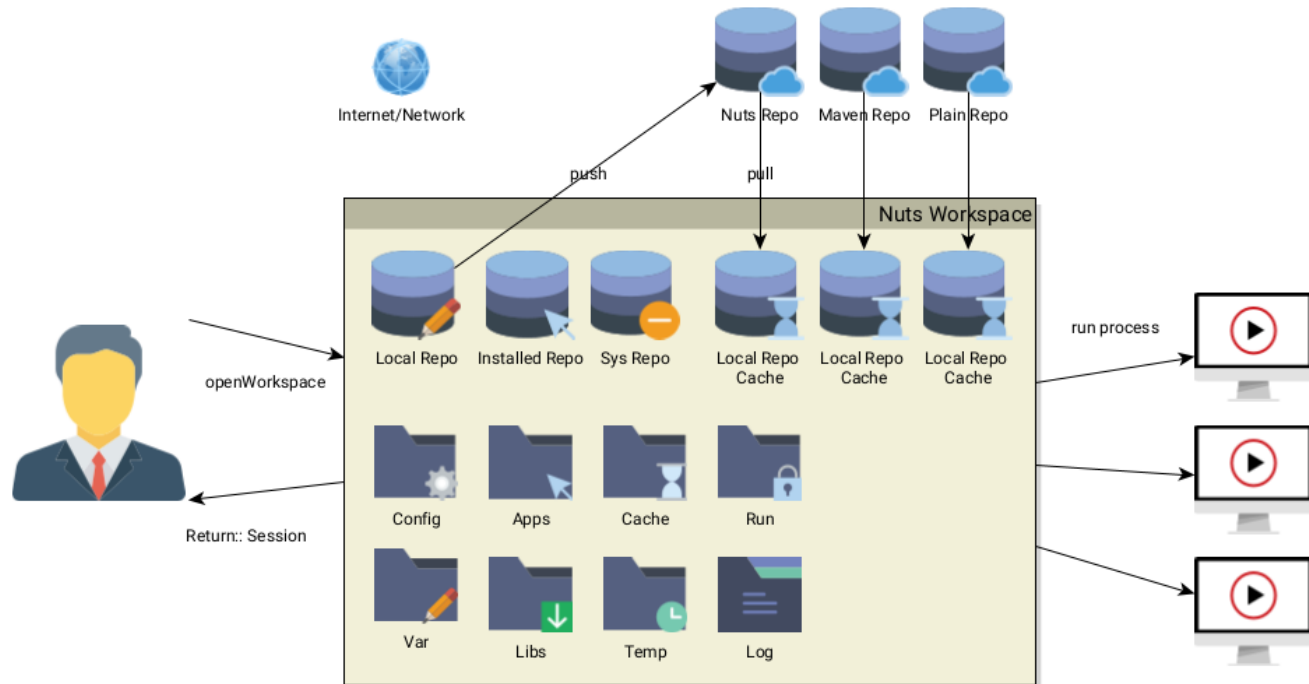 Internet/Network
Nuts Repo
Maven Repo
Plain Repo
push
pull
Nuts Workspace
Local Repo
Installed Repo
Sys Repo
Local Repo
Cache
Local Repo
Cache
Local Repo
Cache
run process
openWorkspace
Config
Apps
Cache
Run
Return:: Session
Var
Libs
Temp
Log